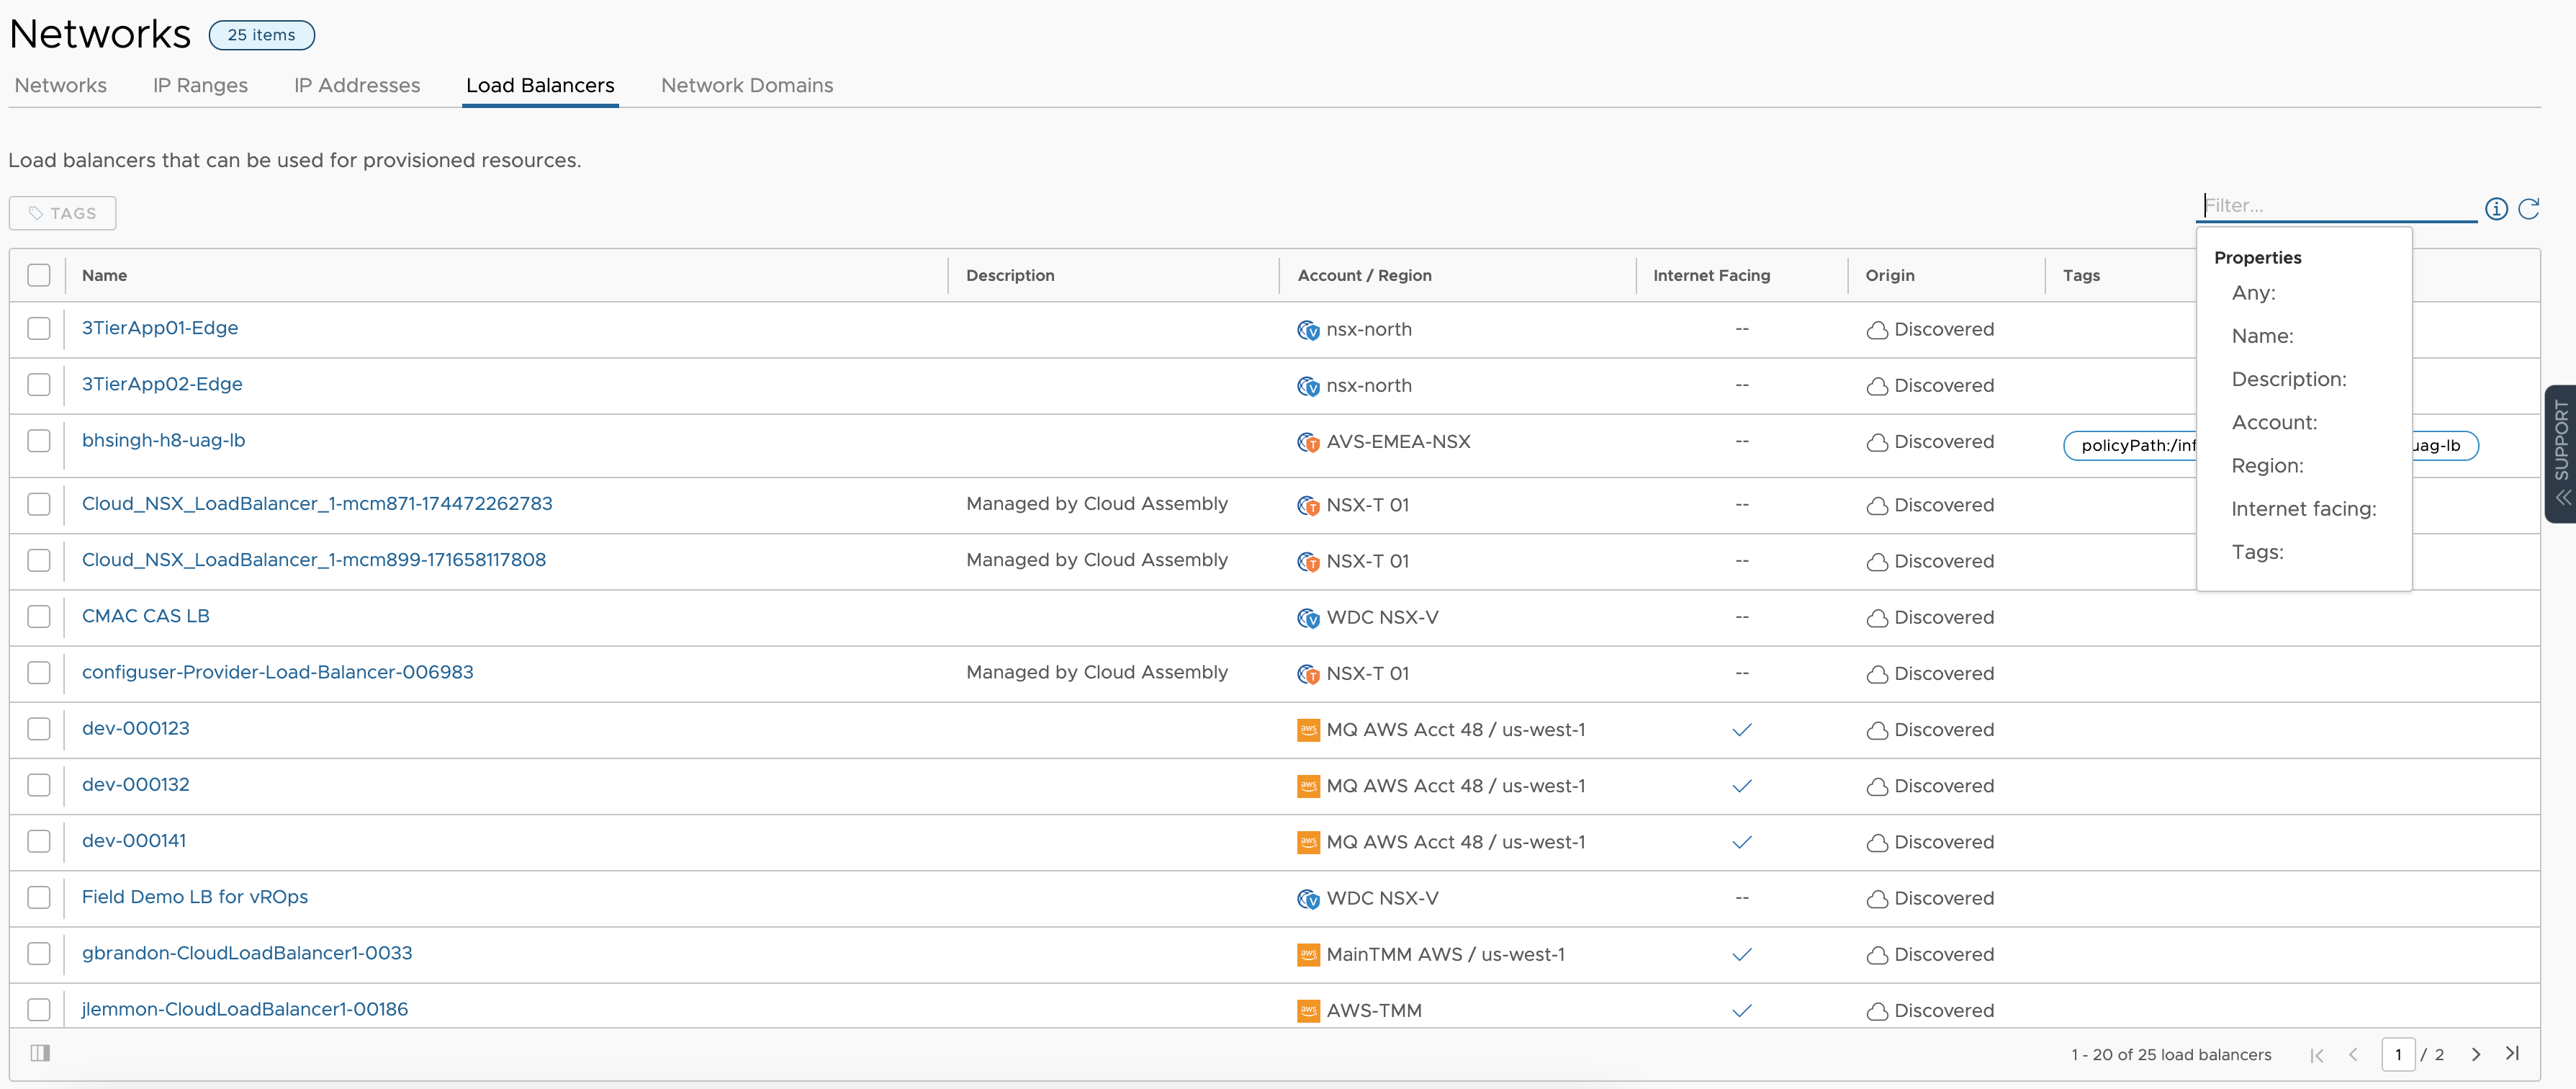 Networks 25 items
Networks IP Ranges IP Addresses Load Balancers Network Domains
Load balancers that can be used for provisioned resources.
TAGS Filter...
Name Description Account / Region Internet Facing Origin Tags
Properties
Any:
Name:
Description:
Account:
Region:
Internet facing:
Tags:
3TierApp01-Edge nsx-north -- Discovered
3TierApp02-Edge nsx-north -- Discovered
bhsingh-h8-uag-lb AVS-EMEA-NSX -- Discovered policyPath:/inf uag-lb
Cloud_NSX_LoadBalancer_1-mcm871-174472262783 Managed by Cloud Assembly NSX-T 01 -- Discovered
Cloud_NSX_LoadBalancer_1-mcm899-171658117808 Managed by Cloud Assembly NSX-T 01 -- Discovered
CMAC CAS LB WDC NSX-V -- Discovered
configuser-Provider-Load-Balancer-006983 Managed by Cloud Assembly NSX-T 01 -- Discovered
dev-000123 aws MQ AWS Acct 48 / us-west-1 Discovered
dev-000132 aws MQ AWS Acct 48 / us-west-1 Discovered
dev-000141 aws MQ AWS Acct 48 / us-west-1 Discovered
Field Demo LB for vROps WDC NSX-V -- Discovered
gbrandon-CloudLoadBalancer1-0033 aws MainTMM AWS / us-west-1 Discovered
jlemmon-CloudLoadBalancer1-00186 aws AWS-TMM Discovered
1 - 20 of 25 load balancers 1 / 2
SUPPORT